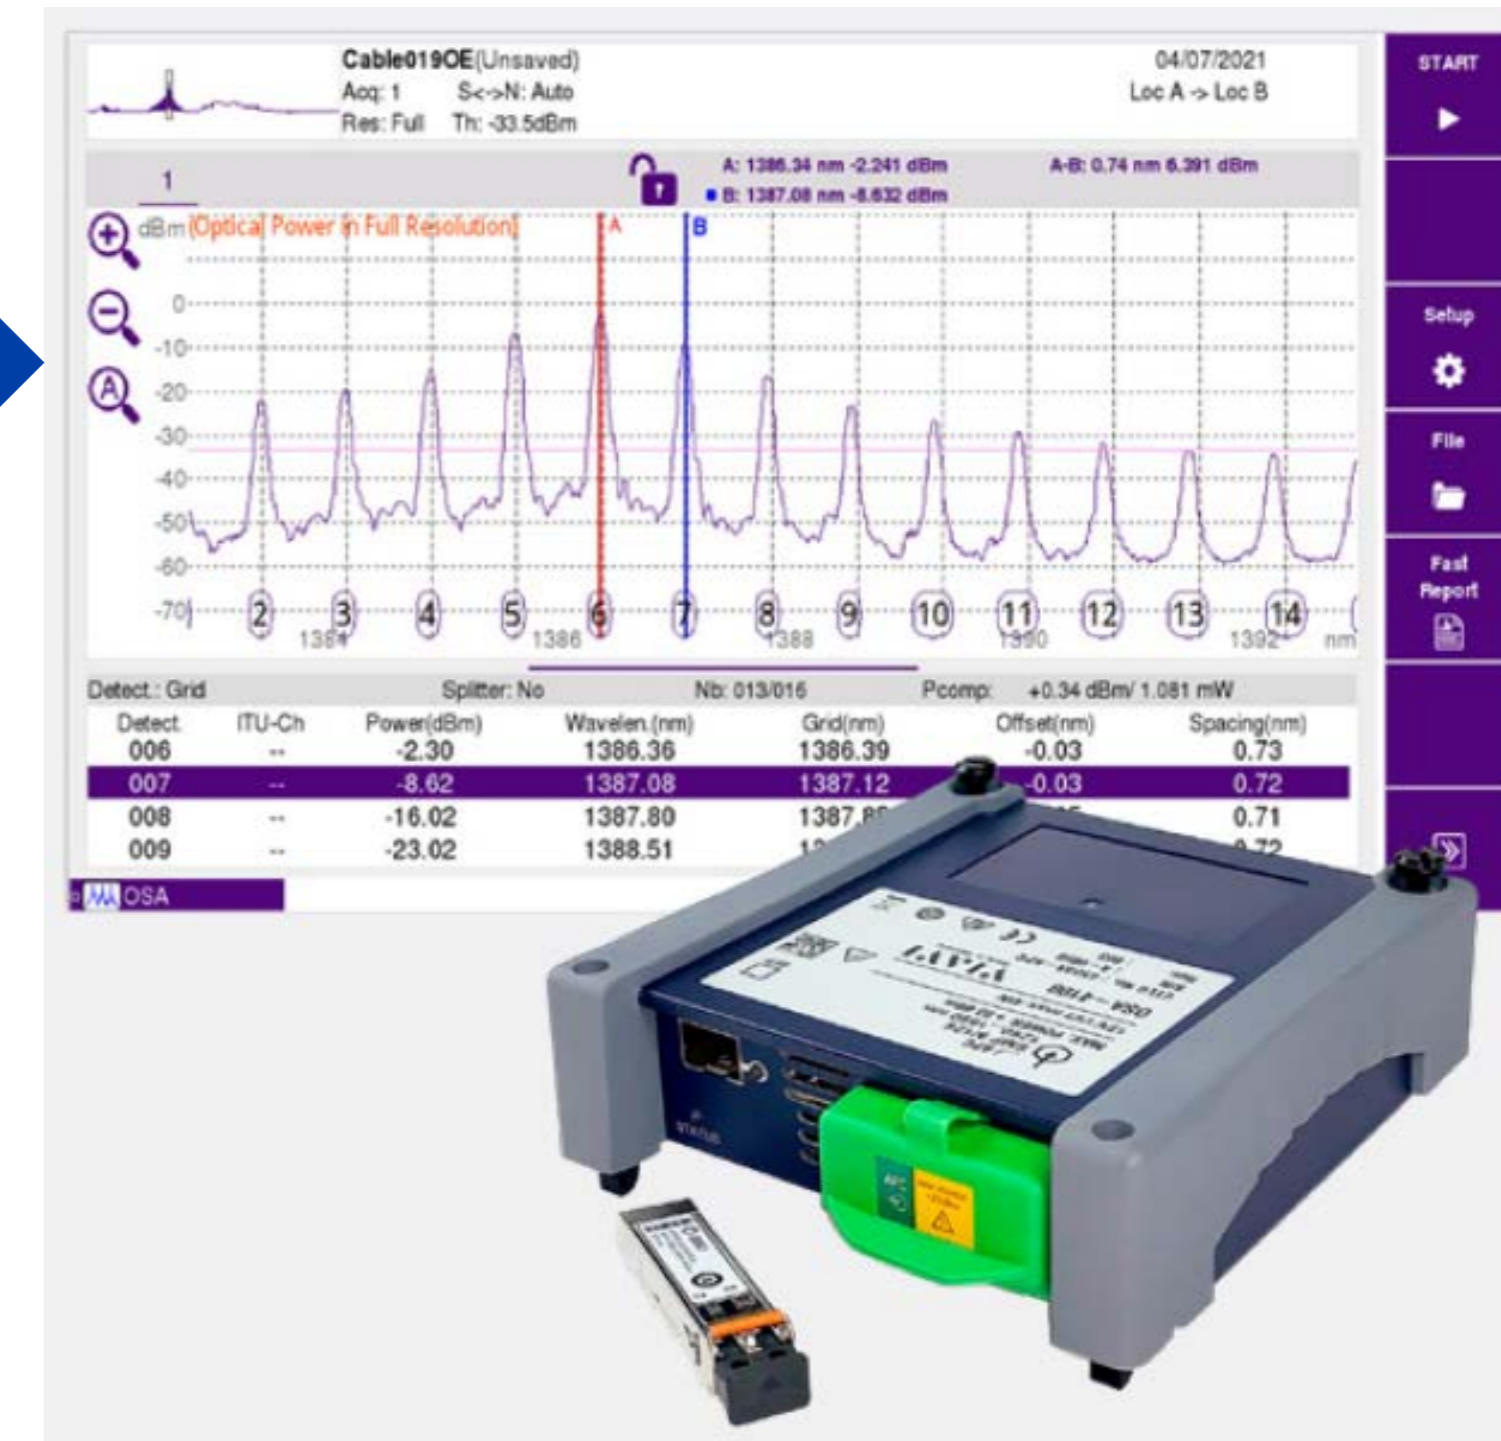 Cable019OE(Unsaved)
Acq: 1 S<->N: Auto
Res: Full Th: -33.5dBm
04/07/2021
Loc A -> Loc B
START
1
A: 1386.34 nm -2.241 dBm A-B: 0.74 nm 6.391 dBm
B: 1387.08 nm -8.632 dBm
dBm (Optical Power in Full Resolution)
A
B
0
-10
-20
-30
-40
-50
-60
-70
2 3 4 5 6 7 8 9 10 11 12 13 14
1384 1386 1388 1390 1392 nm
A
Setup
File
Fast
Report
Detect.: Grid Splitter: No Nb: 013/016 Pcomp: +0.34 dBm/ 1.081 mW
Detect. ITU-Ch Power(dBm) Wavelen.(nm) Grid(nm) Offset(nm) Spacing(nm)
006 -- -2.30 1386.36 1386.39 -0.03 0.73
007 -- -8.62 1387.08 1387.12 -0.03 0.72
008 -- -16.02 1387.80 0.71
009 -- -23.02 1388.51 0.72
OSA
VIAVI
OSA-4100
STATUS
APC